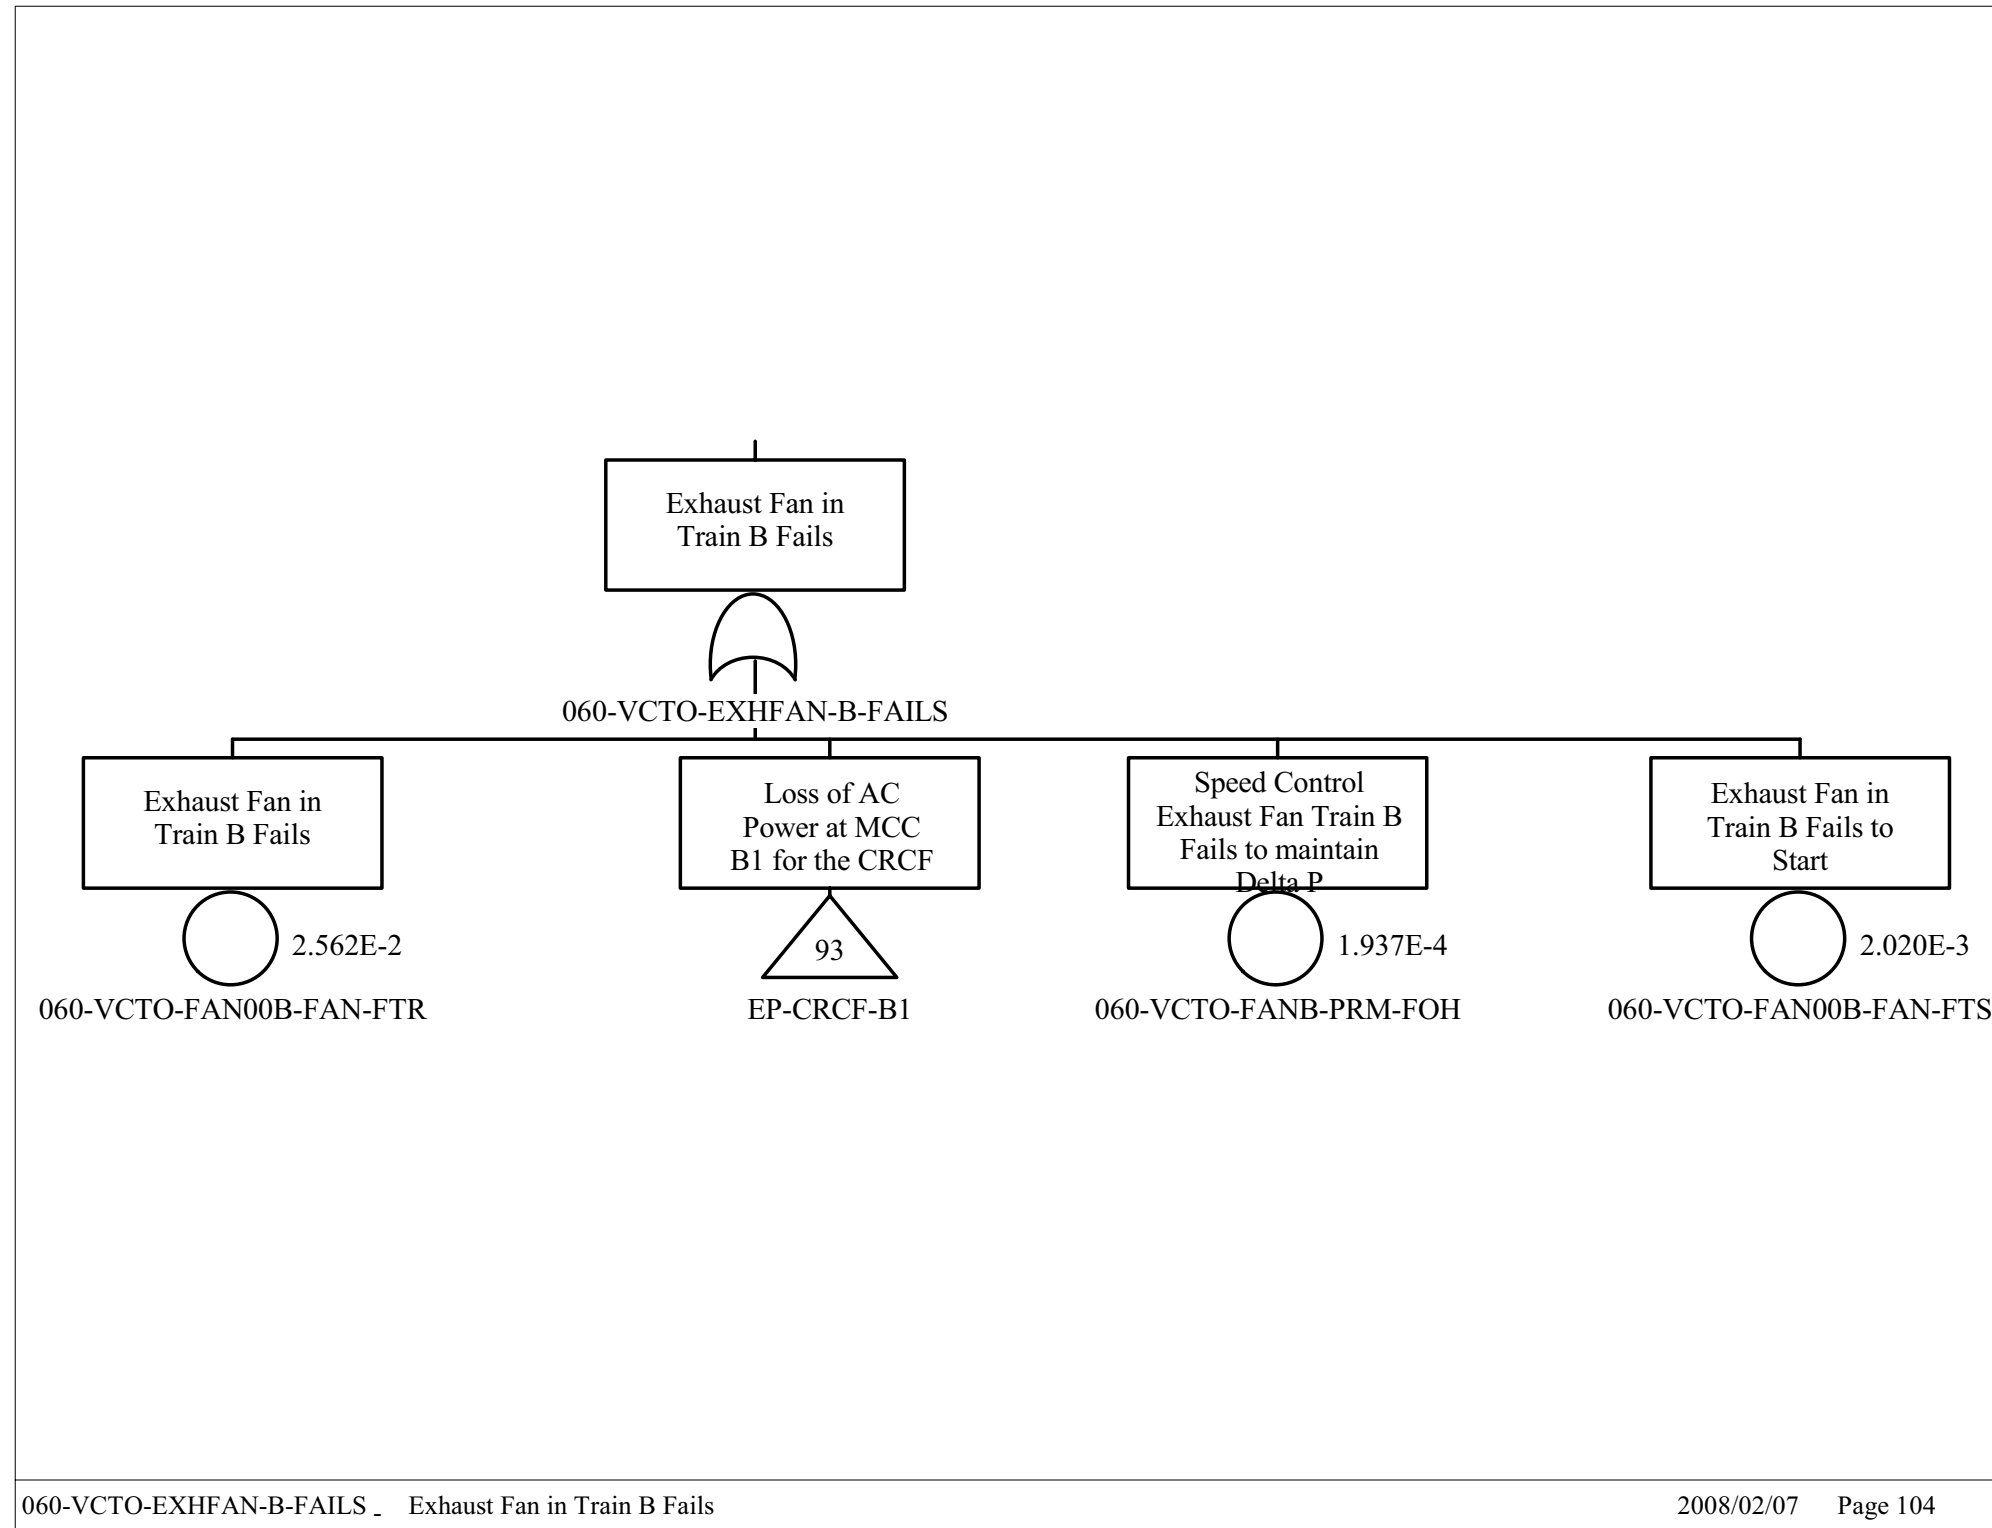 Exhaust Fan in
Train B Fails
060-VCTO-EXHFAN-B-FAILS
Exhaust Fan in
Train B Fails
2.562E-2
060-VCTO-FAN00B-FAN-FTR
Loss of AC
Power at MCC
B1 for the CRCF
93
EP-CRCF-B1
Speed Control
Exhaust Fan Train B
Fails to maintain
Delta P
1.937E-4
060-VCTO-FANB-PRM-FOH
Exhaust Fan in
Train B Fails to
Start
2.020E-3
060-VCTO-FAN00B-FAN-FTS
060-VCTO-EXHFAN-B-FAILS _ Exhaust Fan in Train B Fails 2008/02/07 Page 104